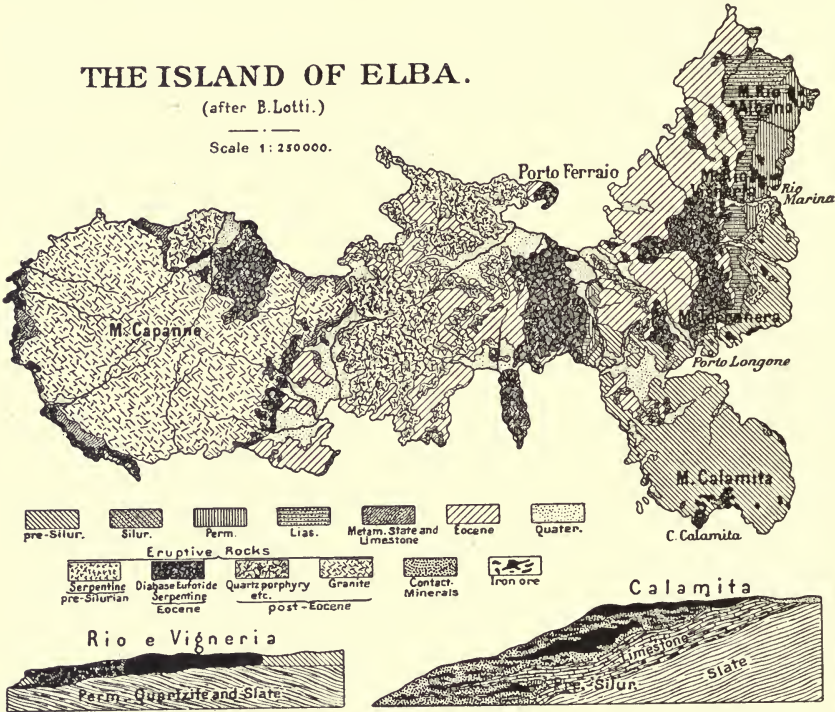 THE ISLAND OF ELBA.
(after B.Lotti.)
Scale 1:250000.
M. Rio
Albano
Porto Ferraio
M. Rio
Vigneria
Rio
Marina
M. Capanne
Porto Longone
M. Calamita
C. Calamita
pre-Silur.
Silur.
Perm.
Lias.
Metam. Slate and
Limestone
Eocene
Quater.
Eruptive Rocks
Serpentine
pre-Silurian
Diabase Eufotide
Serpentine
Eocene
Quartz porphyry
etc.
Granite
post-Eocene
Contact-
Minerals
Iron ore
Rio e Vigneria
Perm. Quartzite and Slate
Calamita
Limestone
Pre-Silur.
Slate